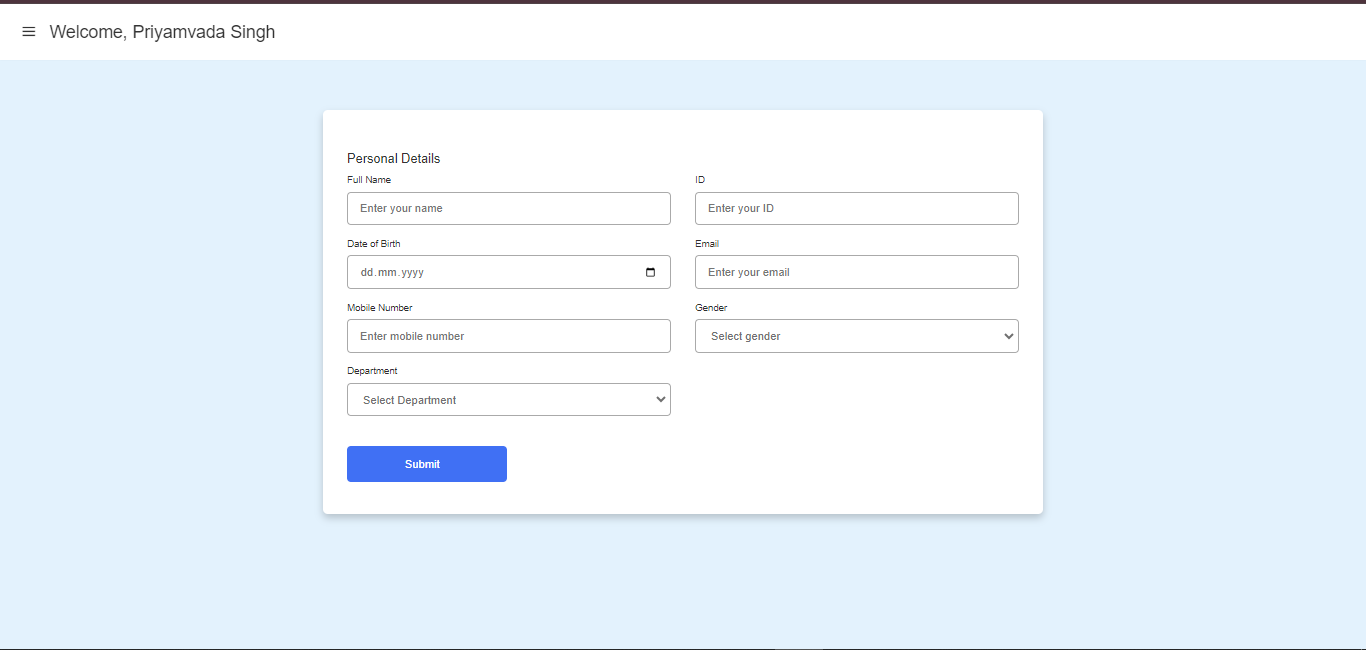 Welcome, Priyamvada Singh
Personal Details
Full Name
ID
Enter your name
Enter your ID
Date of Birth
Email
dd.mm.yyyy
Enter your email
Mobile Number
Gender
Enter mobile number
Select gender
Department
Select Department
Submit